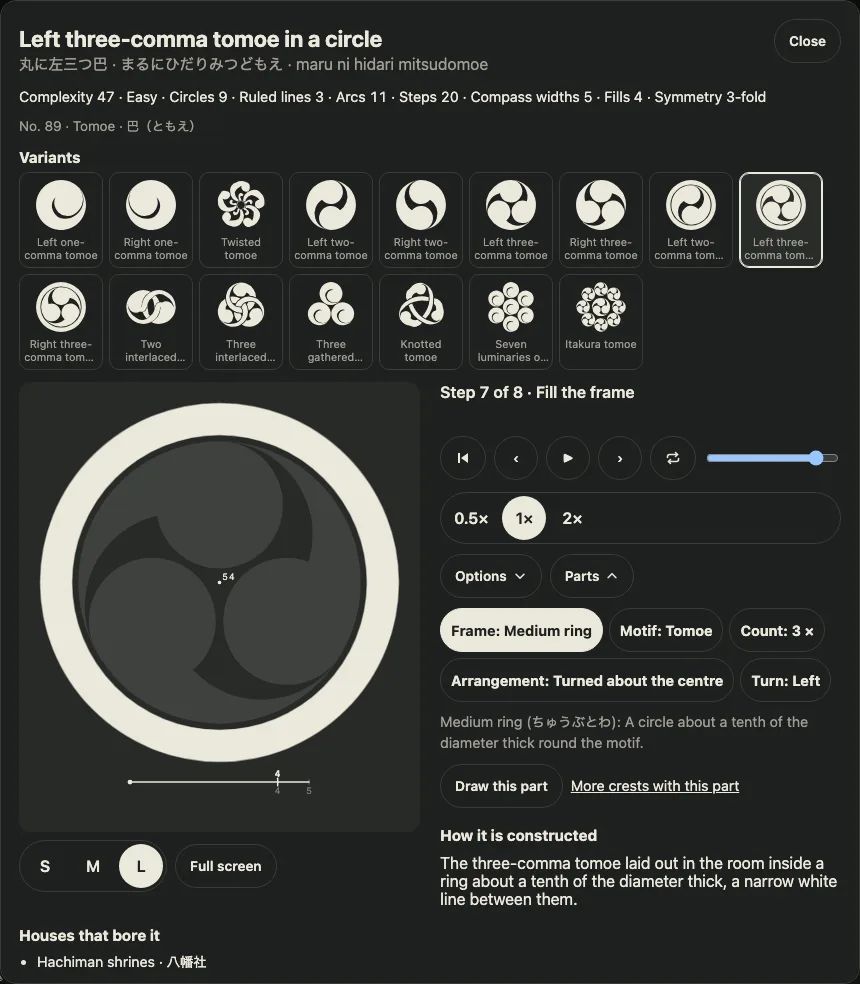 Left three-comma tomoe in a circle
Close
丸に左三つ巴 · まるにひだりみつどもえ · maru ni hidari mitsudomoe
Complexity 47 · Easy · Circles 9 · Ruled lines 3 · Arcs 11 · Steps 20 · Compass widths 5 · Fills 4 · Symmetry 3-fold
No. 89 · Tomoe · 巴（ともえ）
Variants
Left one-
comma tomoe
Right one-
comma tomoe
Twisted
tomoe
Left two-
comma tomoe
Right two-
comma tomoe
Left three-
comma tomoe
Right three-
comma tomoe
Left two-
comma tom...
Left three-
comma tom...
Right three-
comma tom...
Two
interlaced...
Three
interlaced...
Three
gathered...
Knotted
tomoe
Seven
luminaries o...
Itakura tomoe
54
4
4 5
S M L
Full screen
Step 7 of 8 · Fill the frame
0.5× 1× 2×
Options
Parts
Frame: Medium ring
Motif: Tomoe
Count: 3 ×
Arrangement: Turned about the centre
Turn: Left
Medium ring (ちゅうぶとわ): A circle about a tenth of the
diameter thick round the motif.
Draw this part
More crests with this part
How it is constructed
The three-comma tomoe laid out in the room inside a
ring about a tenth of the diameter thick, a narrow white
line between them.
Houses that bore it
• Hachiman shrines · 八幡社